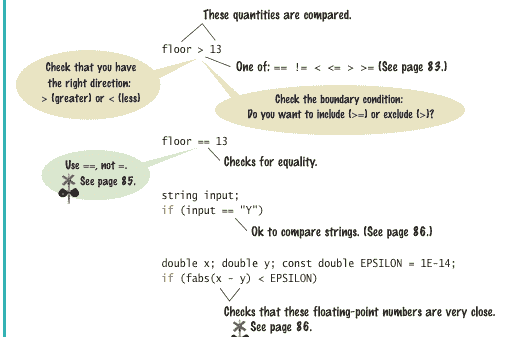 These quantities are compared.
floor > 13
One of: == != < <= > >= (See page 83.)
Check that you have
the right direction:
> (greater) or < (less)
Check the boundary condition:
Do you want to include (>=) or exclude (>)?
floor == 13
Checks for equality.
Use ==, not =.
See page 85.
string input;
if (input == "Y")
Ok to compare strings. (See page 86.)
double x; double y; const double EPSILON = 1E-14;
if (fabs(x - y) < EPSILON)
Checks that these floating-point numbers are very close.
See page 86.